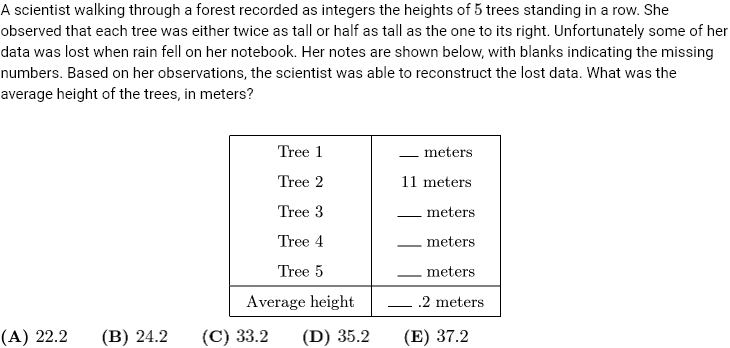 A scientist walking through a forest recorded as integers the heights of 5 trees standing in a row. She
observed that each tree was either twice as tall or half as tall as the one to its right. Unfortunately some of her
data was lost when rain fell on her notebook. Her notes are shown below, with blanks indicating the missing
numbers. Based on her observations, the scientist was able to reconstruct the lost data. What was the
average height of the trees, in meters?
Tree 1 __ meters
Tree 2 11 meters
Tree 3 __ meters
Tree 4 __ meters
Tree 5 __ meters
Average height __ .2 meters
(A) 22.2 (B) 24.2 (C) 33.2 (D) 35.2 (E) 37.2